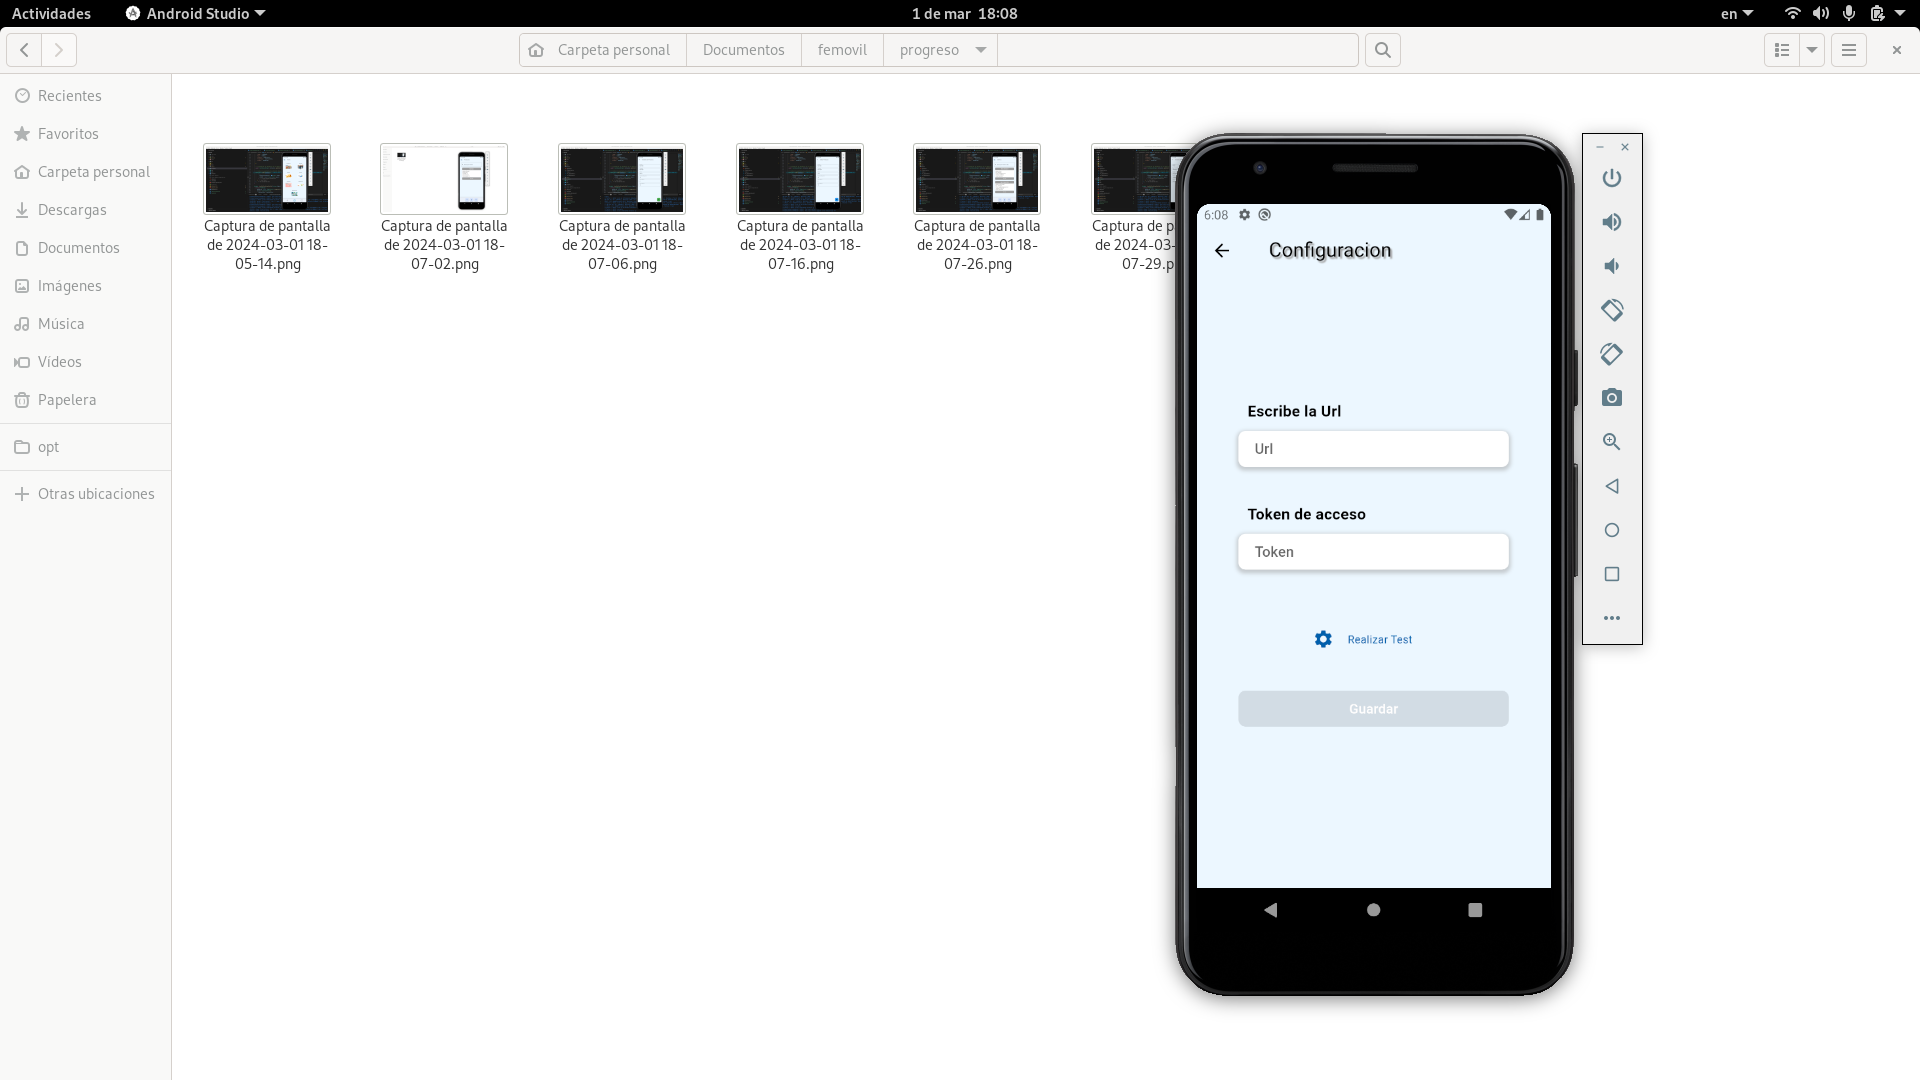 Actividades
Android Studio
1 de mar 18:08
en
Carpeta personal
Documentos
femovil
progreso
Recientes
Favoritos
Carpeta personal
Descargas
Documentos
Imágenes
Música
Vídeos
Papelera
opt
Otras ubicaciones
Captura de pantalla
de 2024-03-01 18-
05-14.png
Captura de pantalla
de 2024-03-01 18-
07-02.png
Captura de pantalla
de 2024-03-01 18-
07-06.png
Captura de pantalla
de 2024-03-01 18-
07-16.png
Captura de pantalla
de 2024-03-01 18-
07-26.png
Captura de p
de 2024-03-
07-29.p
6:08
Configuracion
Escribe la Url
Url
Token de acceso
Token
Realizar Test
Guardar